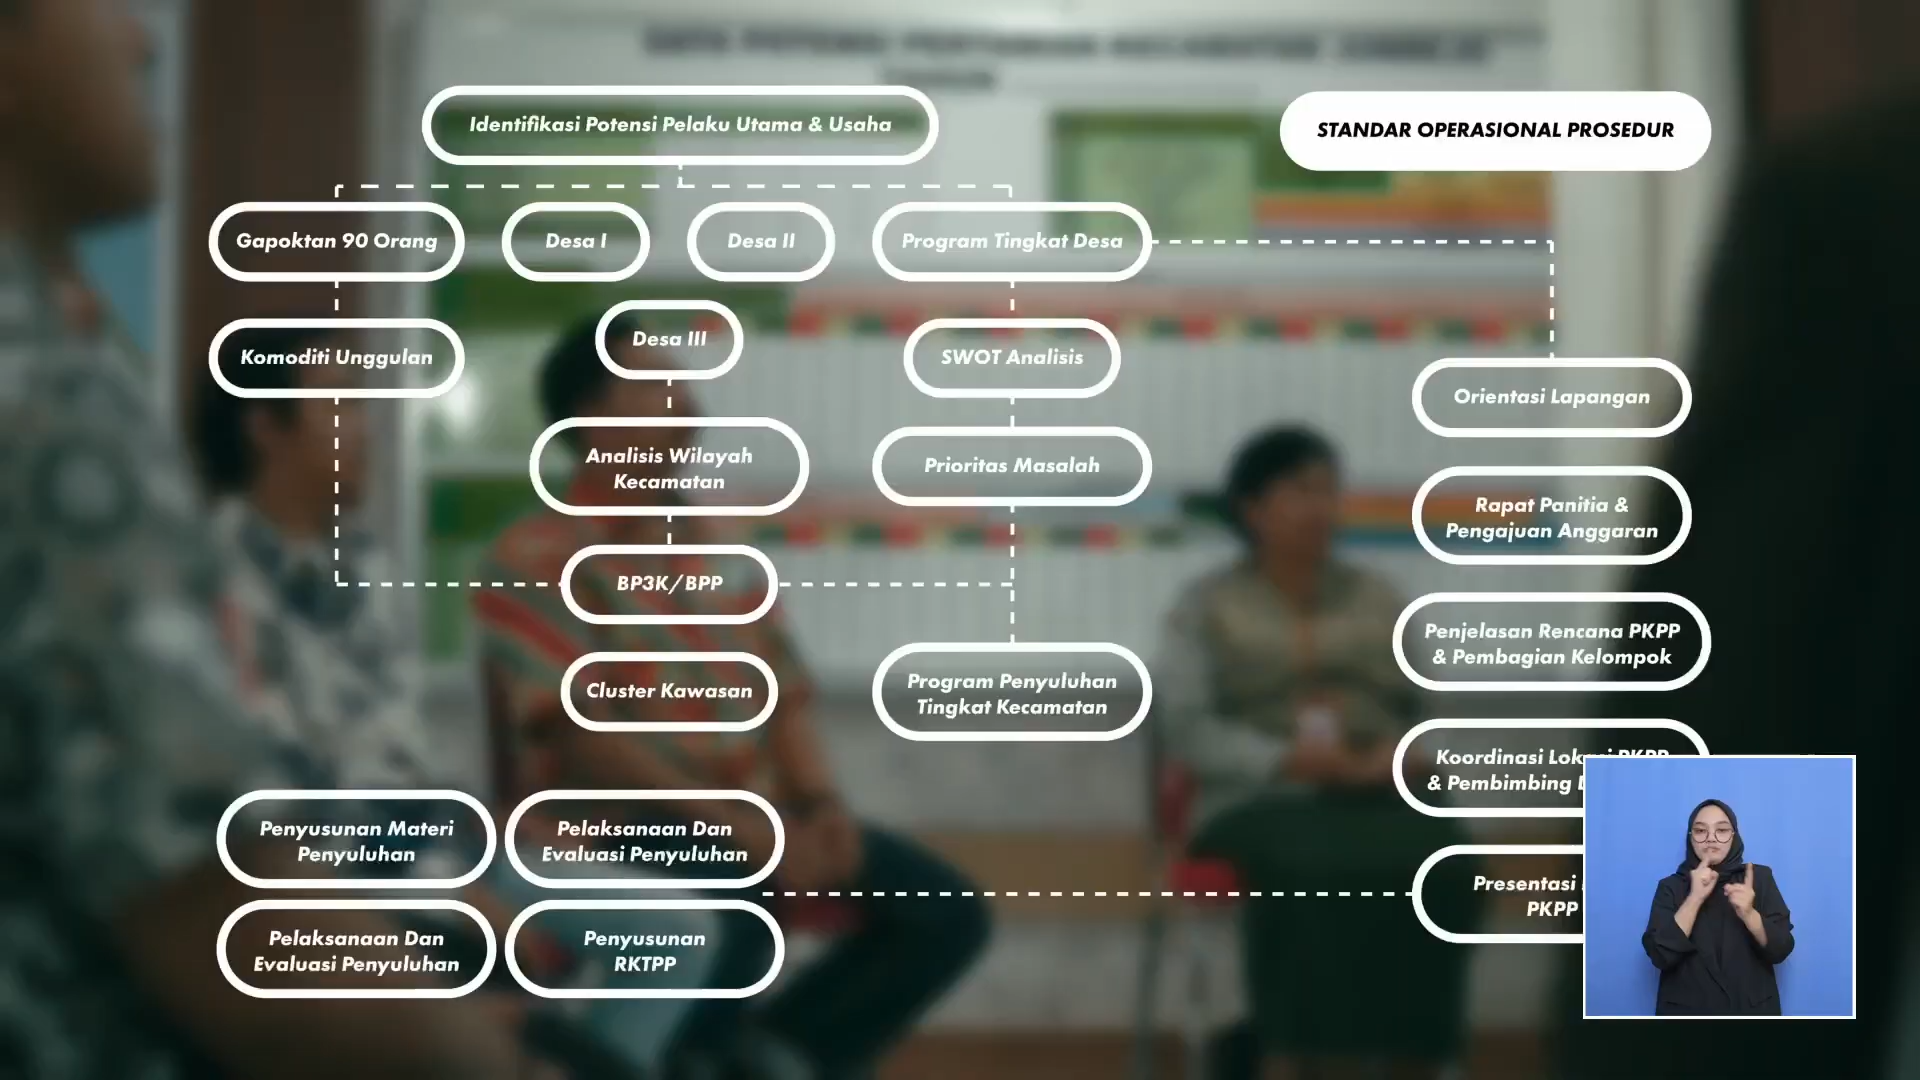 Identifikasi Potensi Pelaku Utama & Usaha
STANDAR OPERASIONAL PROSEDUR
Gapoktan 90 Orang
Desa I
Desa II
Program Tingkat Desa
Komoditi Unggulan
Desa III
SWOT Analisis
Orientasi Lapangan
Analisis Wilayah
Kecamatan
Prioritas Masalah
Rapat Panitia &
Pengajuan Anggaran
BP3K/BPP
Penjelasan Rencana PKPP
& Pembagian Kelompok
Cluster Kawasan
Program Penyuluhan
Tingkat Kecamatan
Koordinasi Lokasi PKPP
& Pembimbing
Penyusunan Materi
Penyuluhan
Pelaksanaan Dan
Evaluasi Penyuluhan
Presentasi
PKPP
Pelaksanaan Dan
Evaluasi Penyuluhan
Penyusunan
RKTPP